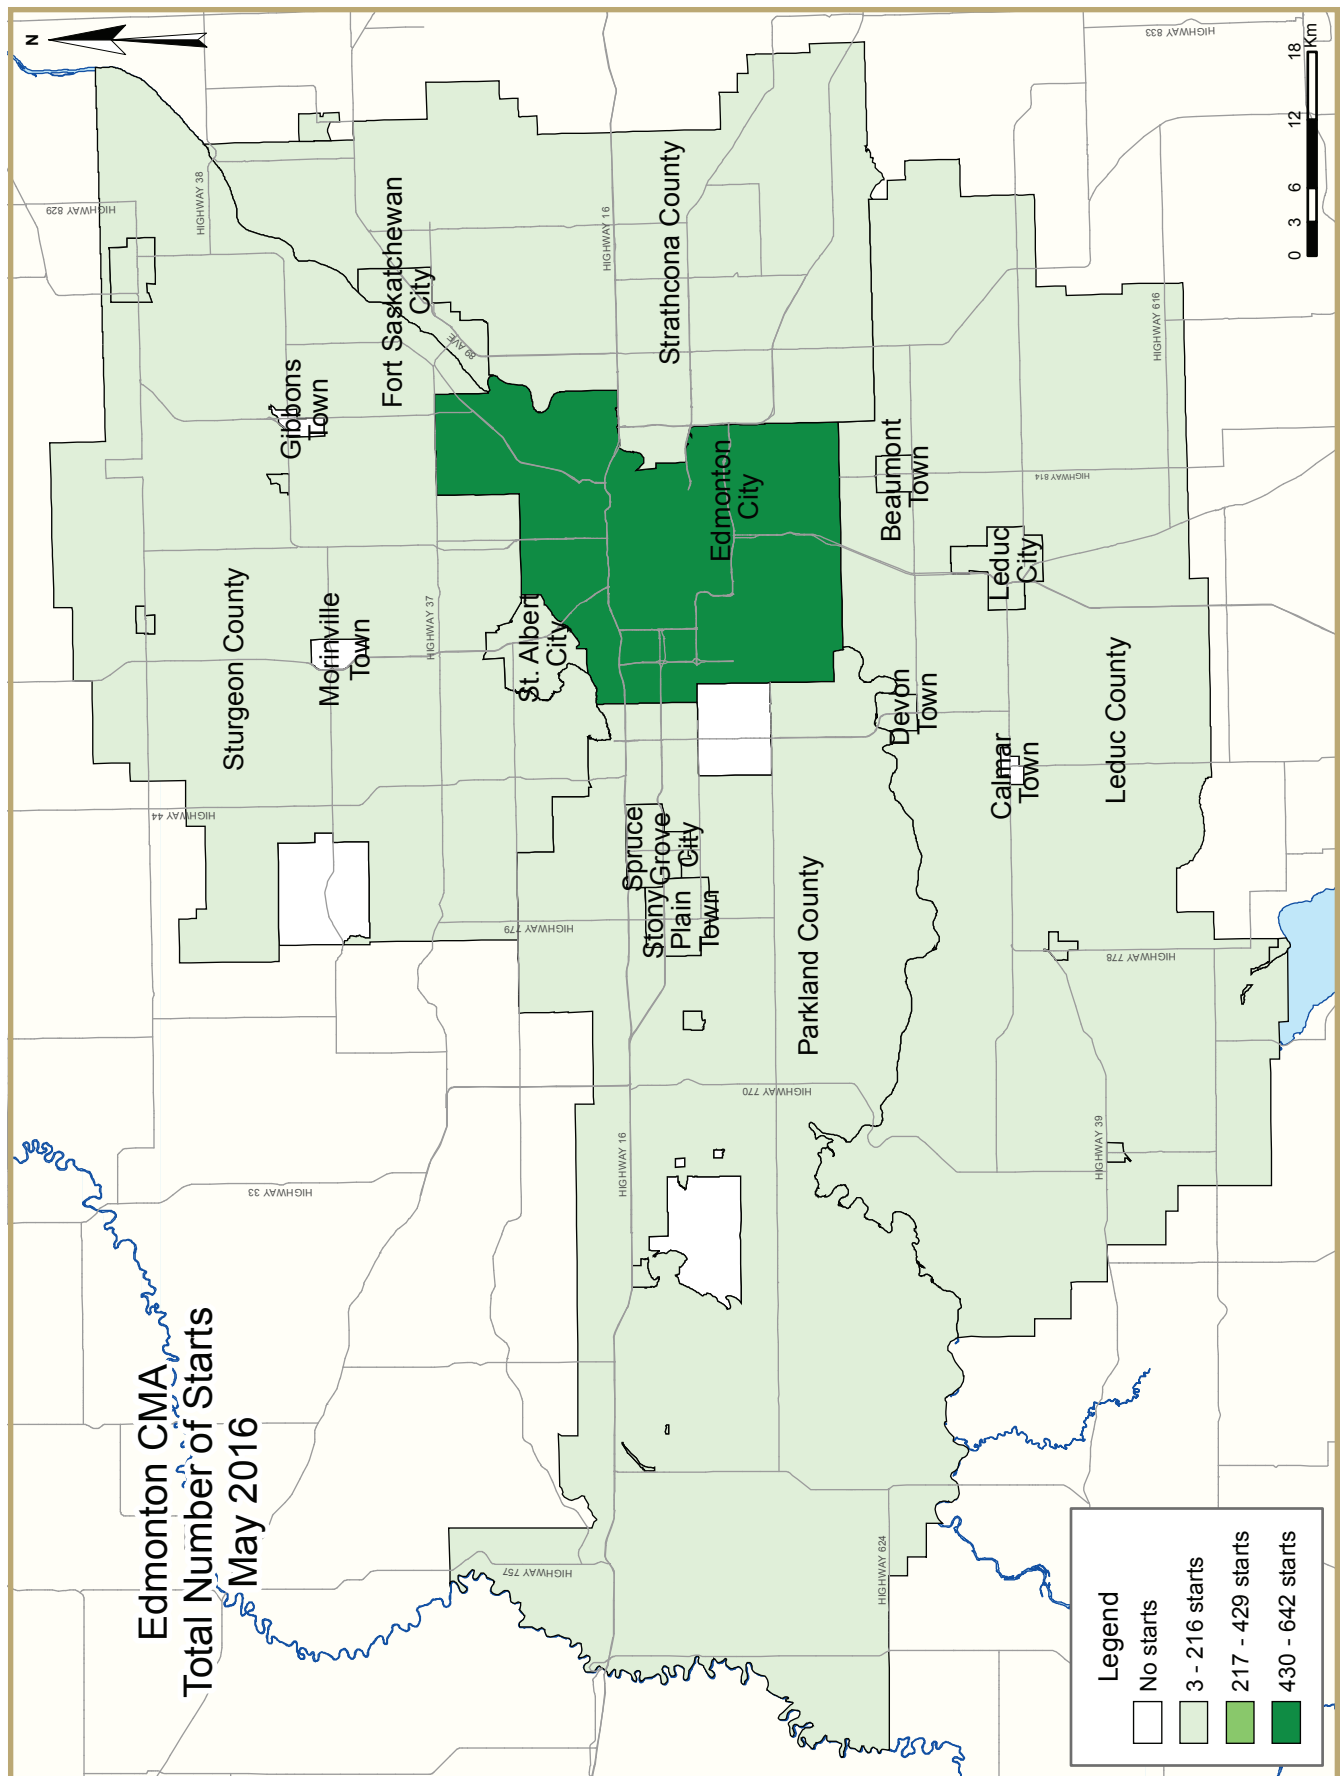 Edmonton CMA
Total Number of Starts
May 2016
N
HIGHWAY 829
HIGHWAY 38
HIGHWAY 833
Fort Saskatchewan
City
Gibbons
Town
89 AVE
HIGHWAY 16
Strathcona County
HIGHWAY 616
Sturgeon County
Morinville
Town
HIGHWAY 37
St. Albert
City
Edmonton
City
Beaumont
Town
HIGHWAY 814
Leduc
City
HIGHWAY 44
Devon
Town
Calmar
Town
Leduc County
Spruce
Grove
City
Stony
Plain
Town
HIGHWAY 779
Parkland County
HIGHWAY 778
HIGHWAY 770
HIGHWAY 33
HIGHWAY 16
HIGHWAY 39
HIGHWAY 757
HIGHWAY 624
Legend
No starts
3 - 216 starts
217 - 429 starts
430 - 642 starts
0 3 6 12 18
Km